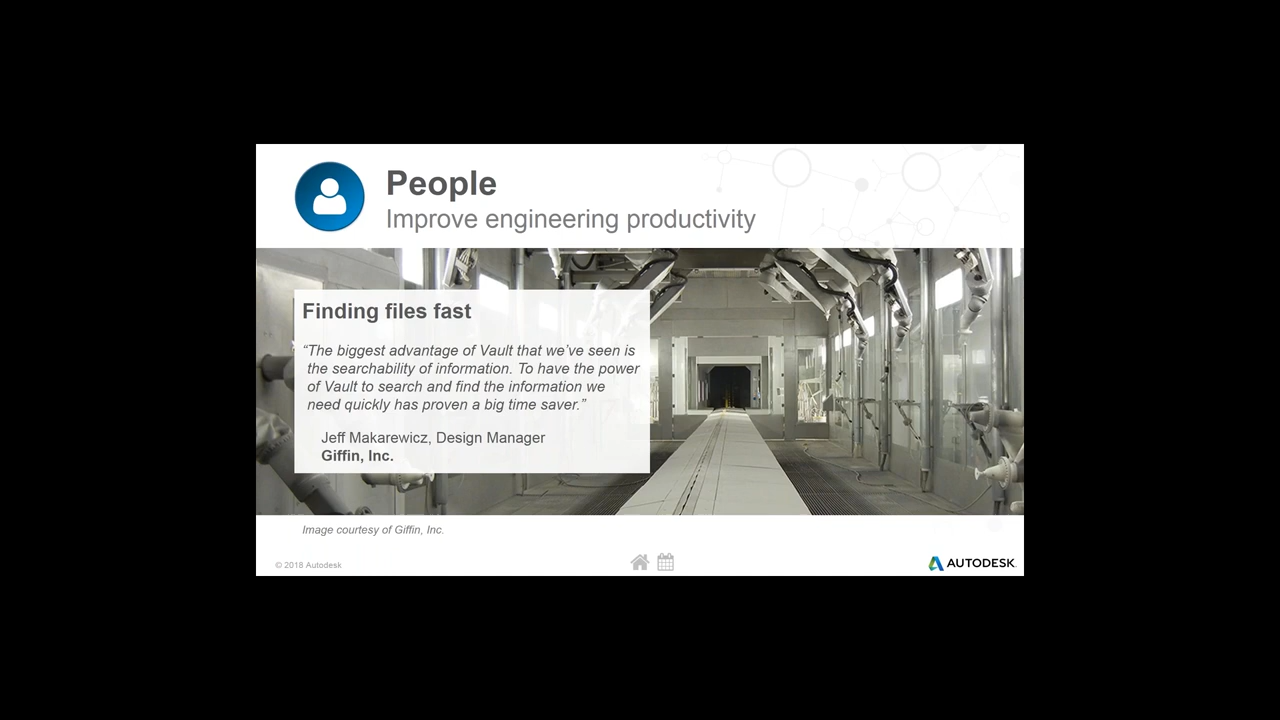 People
Improve engineering productivity
Finding files fast
“The biggest advantage of Vault that we’ve seen is
the searchability of information. To have the power
of Vault to search and find the information we
need quickly has proven a big time saver.”
Jeff Makarewicz, Design Manager
Giffin, Inc.
Image courtesy of Giffin, Inc.
© 2018 Autodesk
AUTODESK.